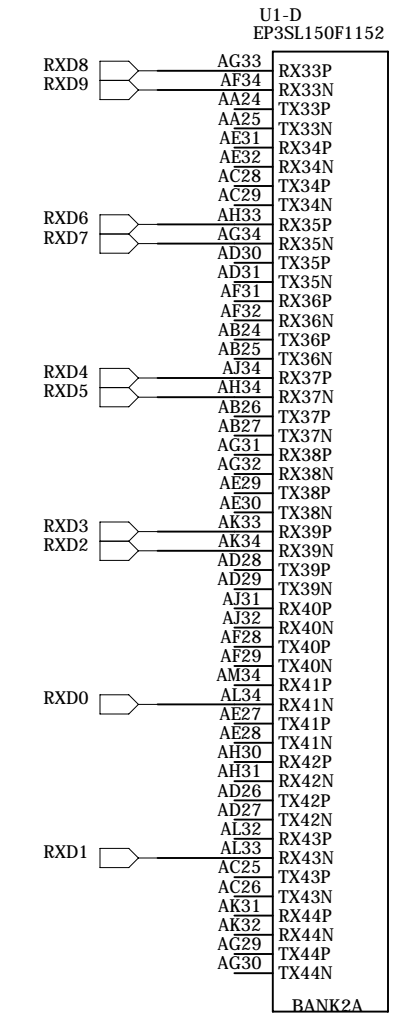 U1-D
EP3SL150F1152
RXD8 AG33 RX33P
RXD9 AF34 RX33N
AA24 TX33P
AA25 TX33N
AE31 RX34P
AE32 RX34N
AC28 TX34P
AC29 TX34N
RXD6 AH33 RX35P
RXD7 AG34 RX35N
AD30 TX35P
AD31 TX35N
AF31 RX36P
AF32 RX36N
AB24 TX36P
AB25 TX36N
RXD4 AJ34 RX37P
RXD5 AH34 RX37N
AB26 TX37P
AB27 TX37N
AG31 RX38P
AG32 RX38N
AE29 TX38P
AE30 TX38N
RXD3 AK33 RX39P
RXD2 AK34 RX39N
AD28 TX39P
AD29 TX39N
AJ31 RX40P
AJ32 RX40N
AF28 TX40P
AF29 TX40N
AM34 RX41P
RXD0 AL34 RX41N
AE27 TX41P
AE28 TX41N
AH30 RX42P
AH31 RX42N
AD26 TX42P
AD27 TX42N
AL32 RX43P
RXD1 AL33 RX43N
AC25 TX43P
AC26 TX43N
AK31 RX44P
AK32 RX44N
AG29 TX44P
AG30 TX44N
BANK2A